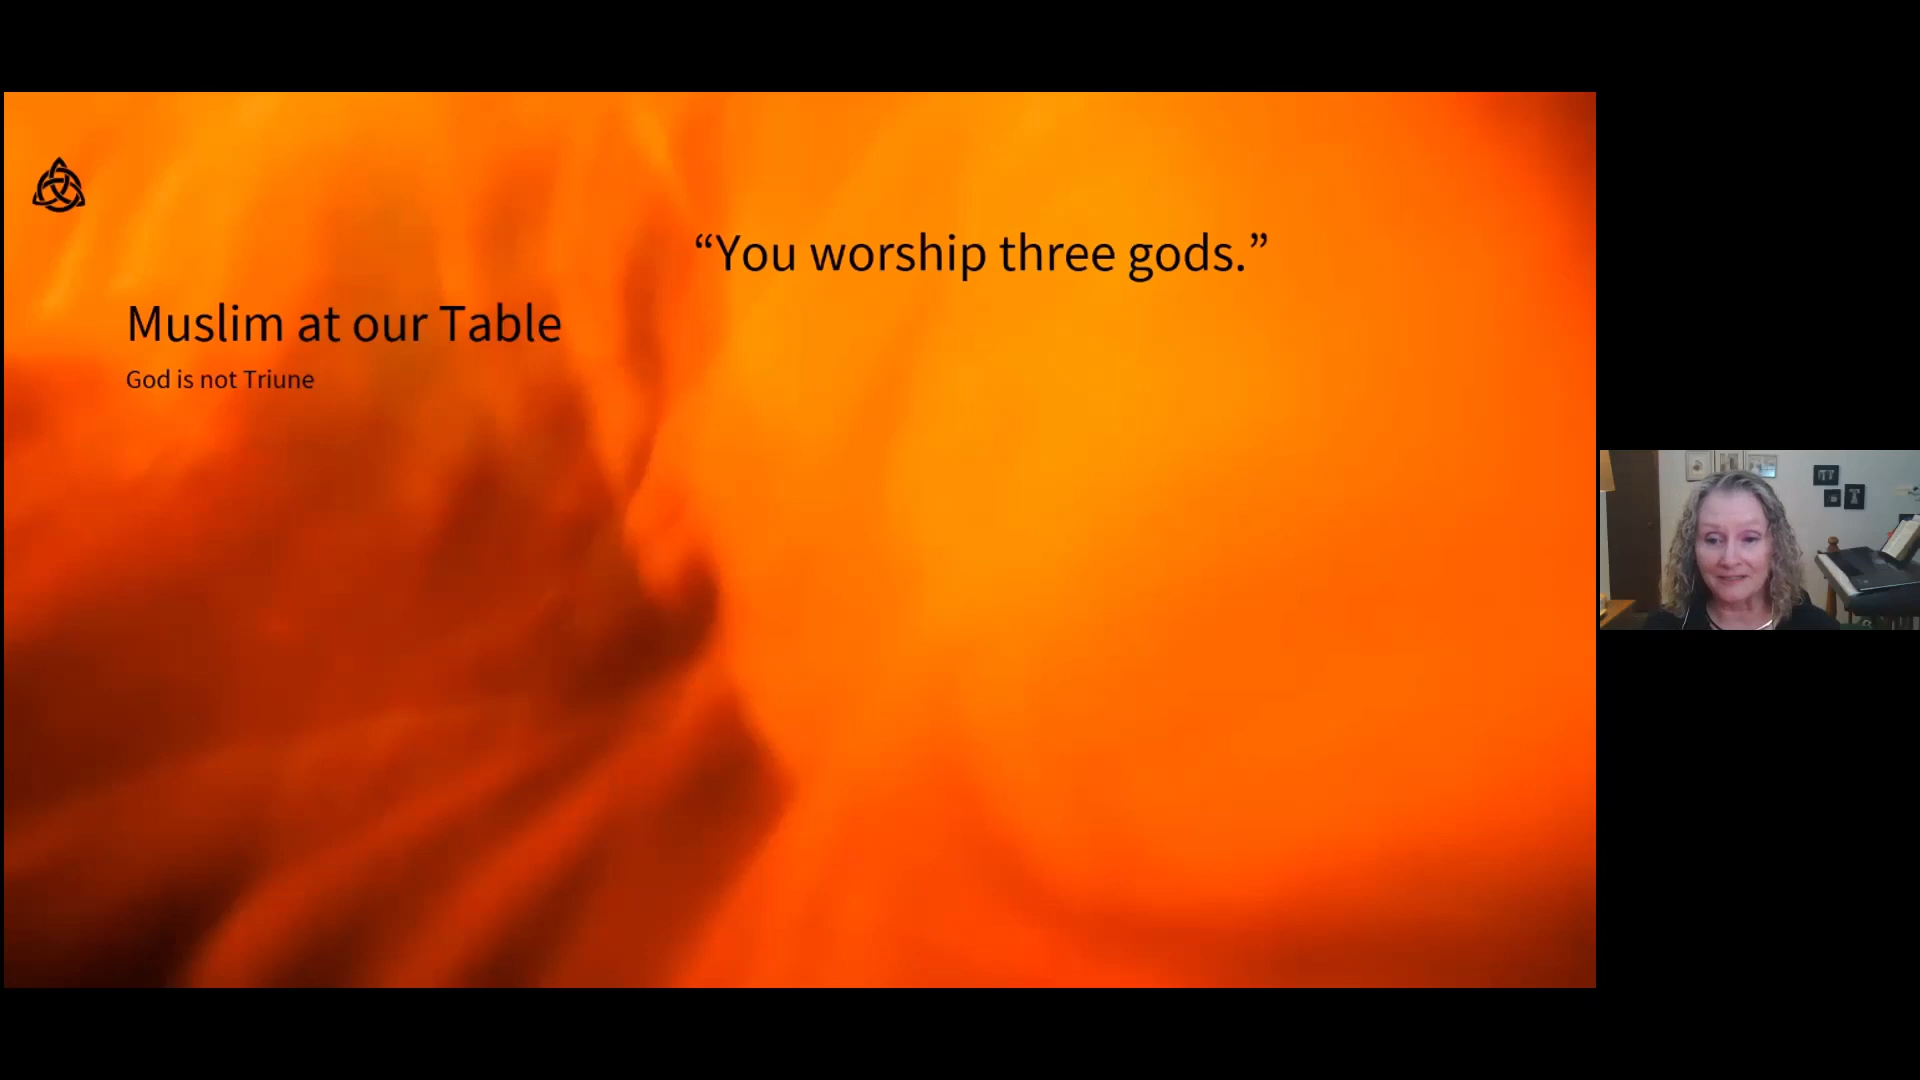 “You worship three gods.”
Muslim at our Table
God is not Triune